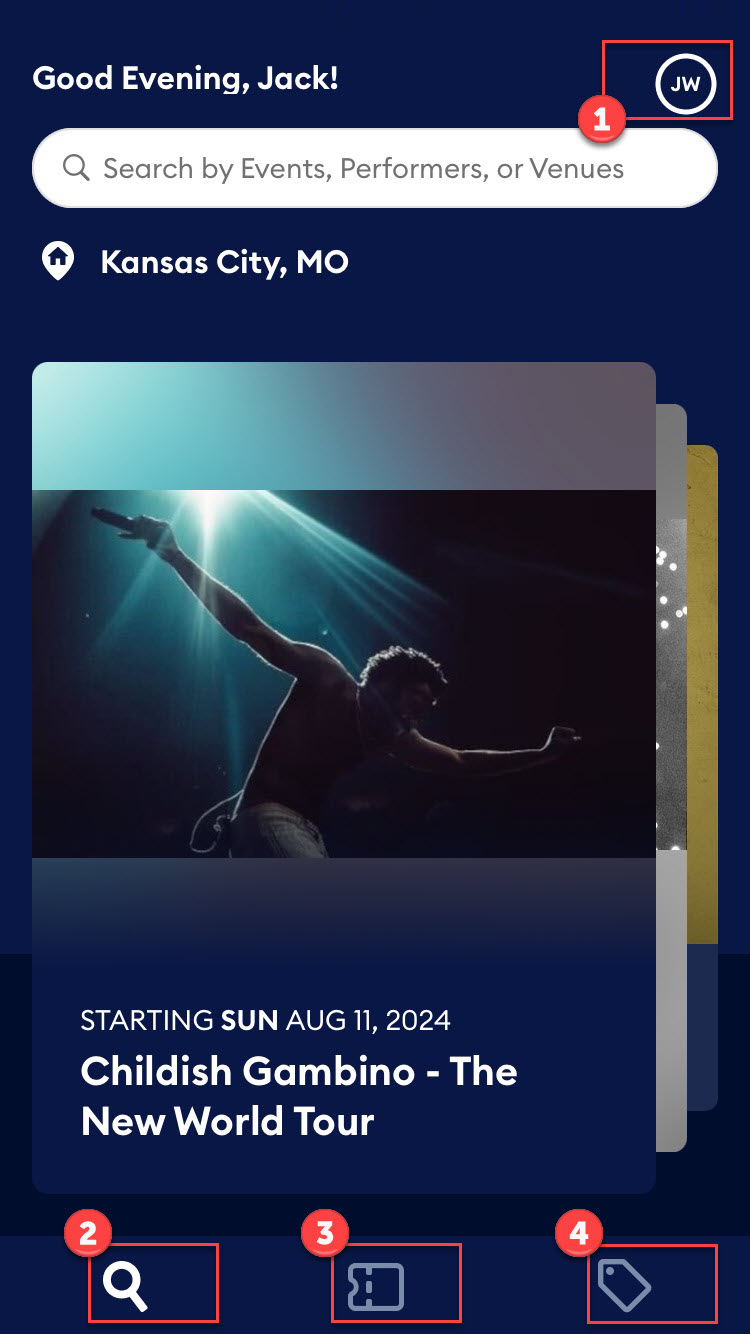 Good Evening, Jack!
JW
1
Search by Events, Performers, or Venues
Kansas City, MO
STARTING SUN AUG 11, 2024
Childish Gambino - The
New World Tour
2
3
4